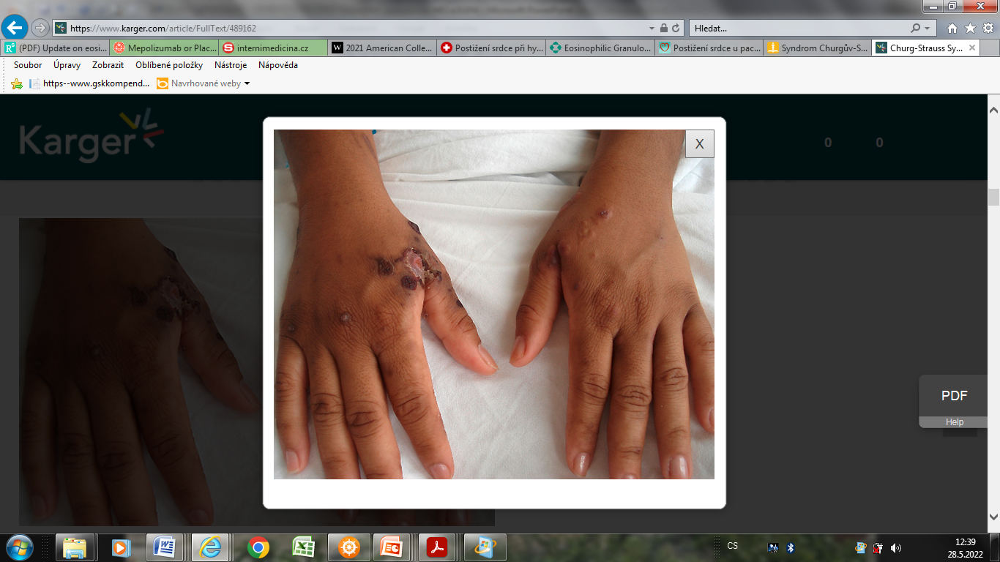 https://www.karger.com/article/FullText/489162
Hledat...
(PDF) Update on eosi...
Mepolizumab or Plac...
internimedicina.cz
2021 American Colle...
Postižení srdce při hy...
Eosinophilic Granulo...
Postižení srdce u pac...
Syndrom Churgův-S...
Churg-Strauss Sy...
Soubor Úpravy Zobrazit Oblíbené položky Nástroje Nápověda
https--www.gskkompend... Navrhované weby
Karger
0 0
X
PDF
Help
CS
12:39
28.5.2022